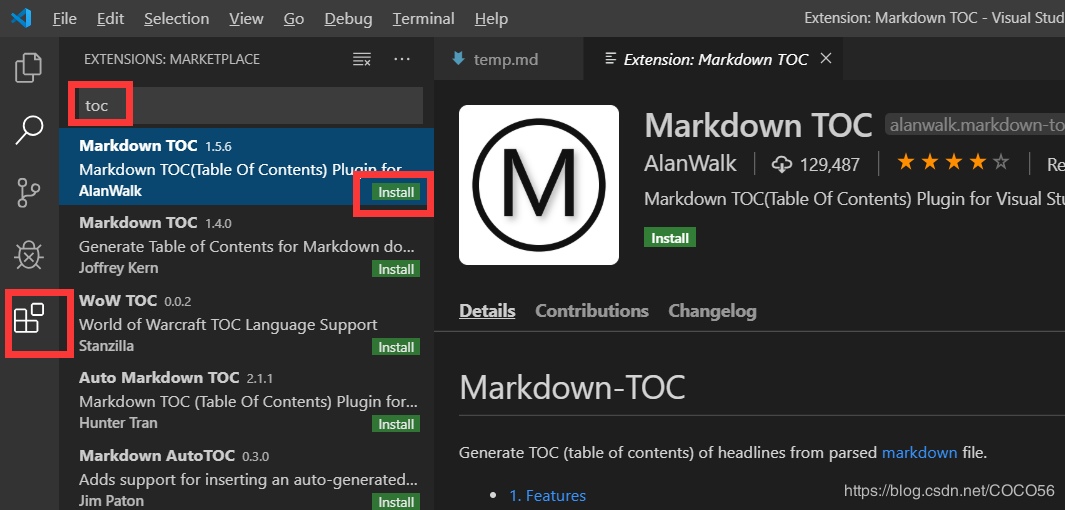 File Edit Selection View Go Debug Terminal Help
Extension: Markdown TOC - Visual Stud
EXTENSIONS: MARKETPLACE
temp.md
Extension: Markdown TOC
toc
Markdown TOC 1.5.6
Markdown TOC(Table Of Contents) Plugin for ...
AlanWalk
Install
Markdown TOC 1.4.0
Generate Table of Contents for Markdown do...
Joffrey Kern
Install
WoW TOC 0.0.2
World of Warcraft TOC Language Support
Stanzilla
Install
Auto Markdown TOC 2.1.1
Markdown TOC (Table Of Contents) Plugin for...
Hunter Tran
Install
Markdown AutoTOC 0.3.0
Adds support for inserting an auto-generated...
Jim Paton
Install
M
Markdown TOC alanwalk.markdown-to
AlanWalk 129,487 Re
Markdown TOC(Table Of Contents) Plugin for Visual Stu
Install
Details Contributions Changelog
Markdown-TOC
Generate TOC (table of contents) of headlines from parsed markdown file.
1. Features
https://blog.csdn.net/COCO56